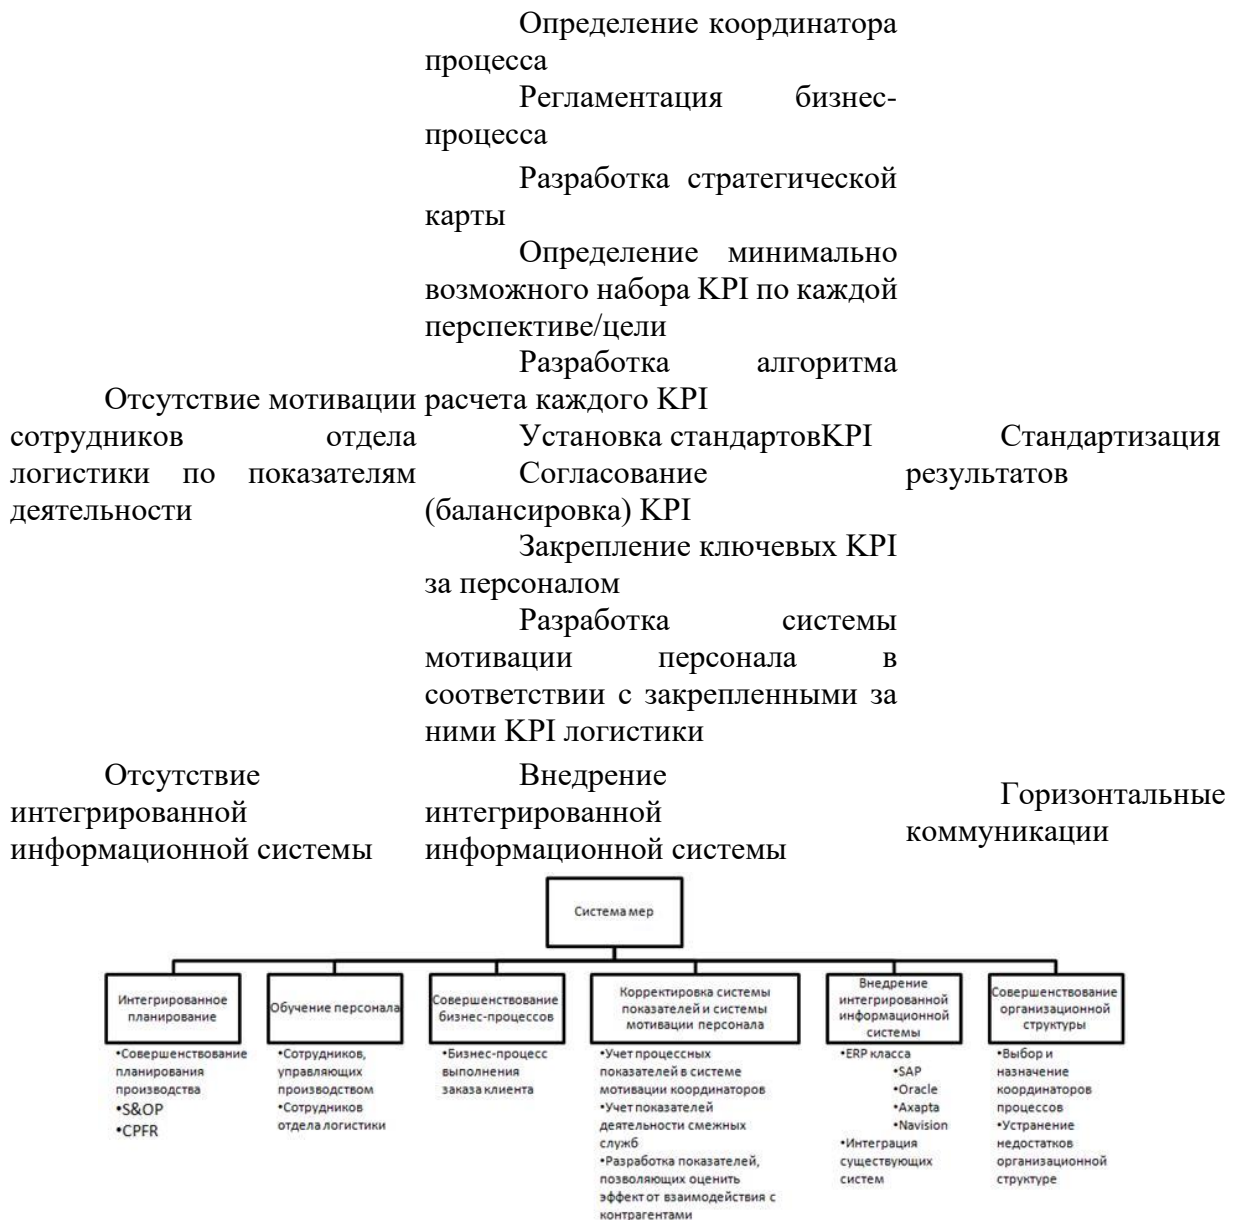 Определение координатора
процесса
Регламентация бизнес-
процесса
Разработка стратегической
карты
Определение минимально
возможного набора KPI по каждой
перспективе/цели
Разработка алгоритма
расчета каждого KPI
Установка стандартовKPI
Согласование
(балансировка) KPI
Закрепление ключевых KPI
за персоналом
Разработка системы
мотивации персонала в
соответствии с закрепленными за
ними KPI логистики
Отсутствие мотивации
сотрудников отдела
логистики по показателям
деятельности
Стандартизация
результатов
Отсутствие
интегрированной
информационной системы
Внедрение
интегрированной
информационной системы
Горизонтальные
коммуникации
Система мер
Интегрированное
планирование
•Совершенствование
планирования
производства
•S&OP
•CPFR
Обучение персонала
•Сотрудников,
управляющих
производством
•Сотрудников
отдела логистики
Совершенствование
бизнес-процессов
•Бизнес-процесс
выполнения
заказа клиента
Корректировка системы
показателей и системы
мотивации персонала
•Учет процессных
показателей в системе
мотивации координаторов
•Учет показателей
деятельности смежных
служб
•Разработка показателей,
позволяющих оценить
эффект от взаимодействия с
контрагентами
Внедрение
интегрированной
информационной
системы
•ERP класса
•SAP
•Oracle
•Axapta
•Navision
•Интеграция
существующих
систем
Совершенствование
организационной
структуры
•Выбор и
назначение
координаторов
процессов
•Устранение
недостатков
организационной
структуре